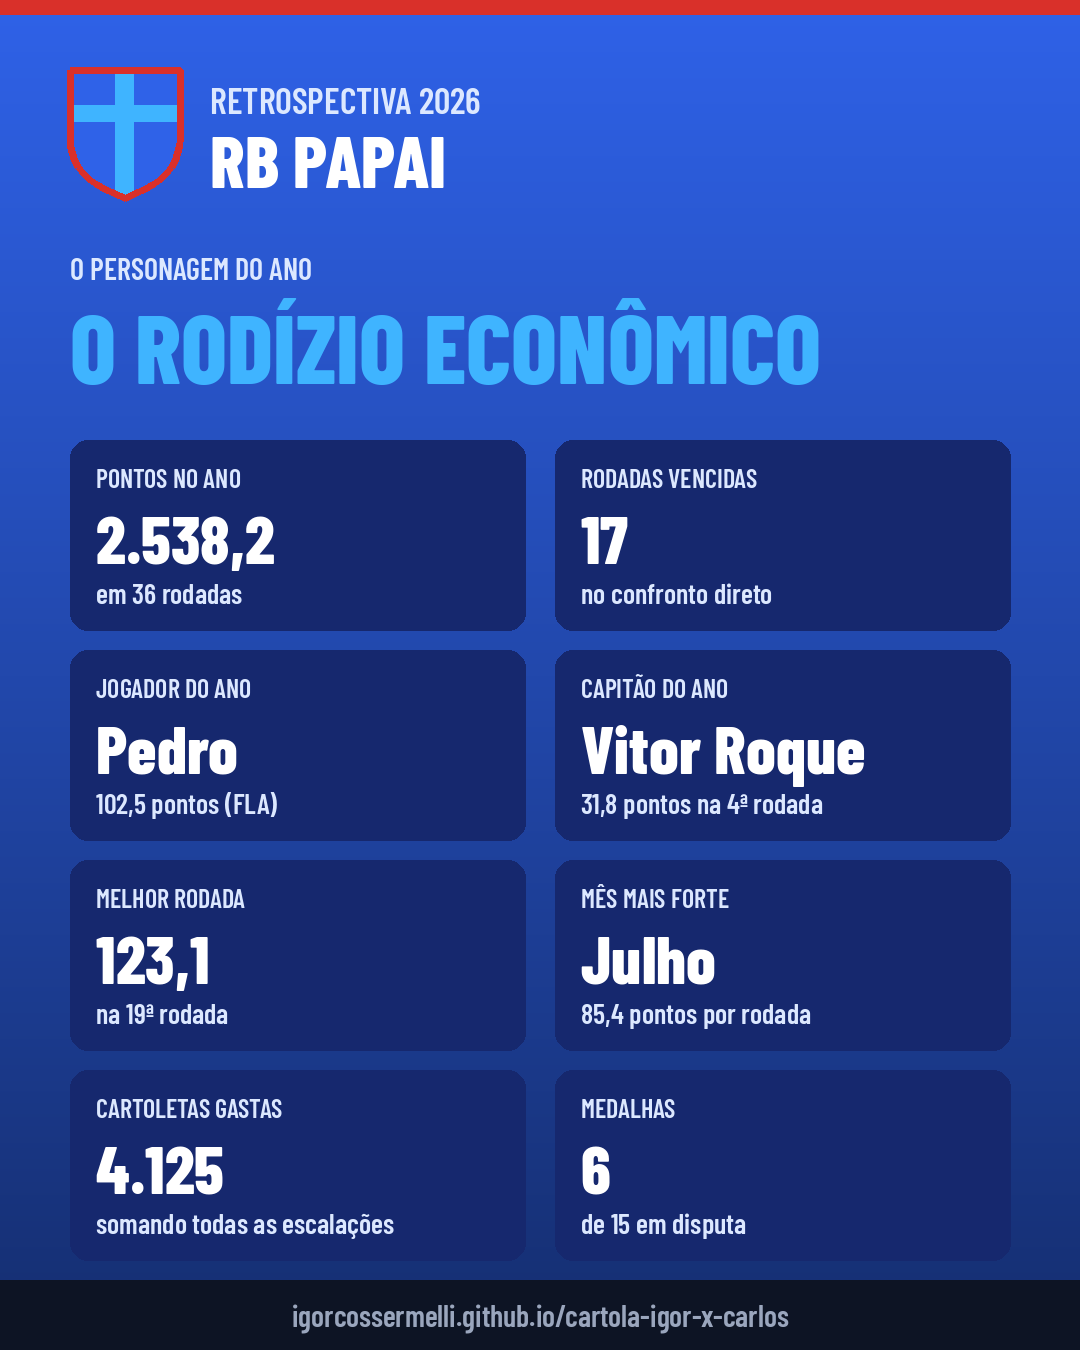 RETROSPECTIVA 2026
RB PAPAI
O PERSONAGEM DO ANO
O RODÍZIO ECONÔMICO
PONTOS NO ANO
2.538,2
em 36 rodadas
RODADAS VENCIDAS
17
no confronto direto
JOGADOR DO ANO
Pedro
102,5 pontos (FLA)
CAPITÃO DO ANO
Vitor Roque
31,8 pontos na 4ª rodada
MELHOR RODADA
123,1
na 19ª rodada
MÊS MAIS FORTE
Julho
85,4 pontos por rodada
CARTOLETAS GASTAS
4.125
somando todas as escalações
MEDALHAS
6
de 15 em disputa
igorcossermelli.github.io/cartola-igor-x-carlos